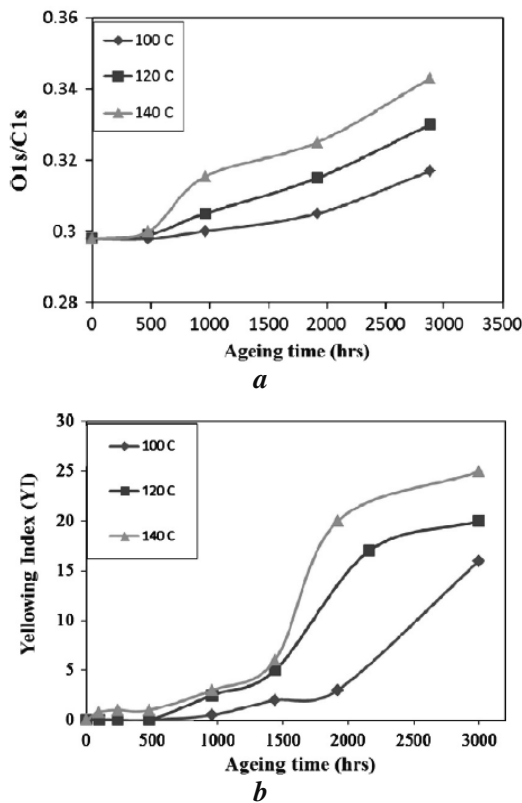 0.36
0.34
0.32
0.3
0.28
O1s/C1s
100 C
120 C
140 C
0 500 1000 1500 2000 2500 3000 3500
Ageing time (hrs)
a
30
25
20
15
10
5
0
Yellowing Index (YI)
100 C
120 C
140 C
0 500 1000 1500 2000 2500 3000
Ageing time (hrs)
b